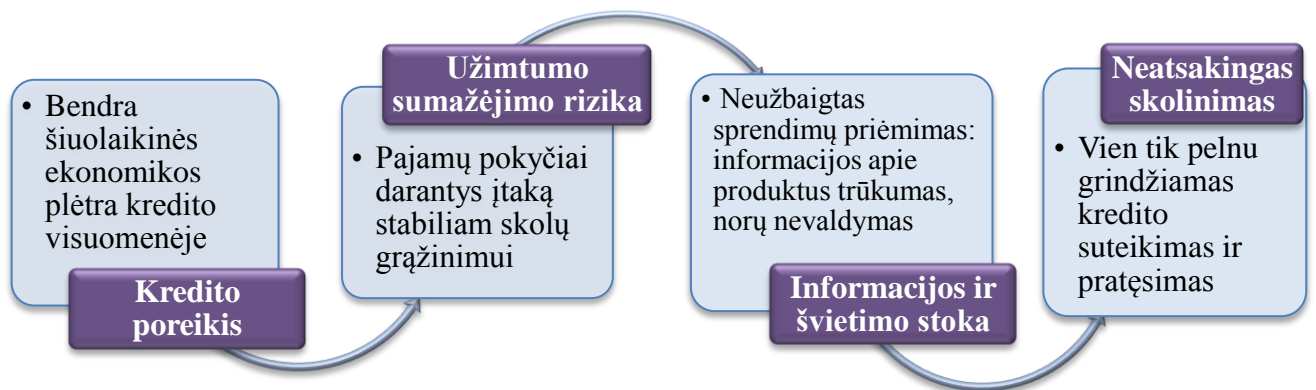 • Bendra
šiuolaikinės
ekonomikos
plėtra kredito
visuomenėje
Kredito
poreikis
Užimtumo
sumažėjimo rizika
• Pajamų pokyčiai
darantys įtaką
stabiliam skolų
grąžinimui
• Neužbaigtas
sprendimų priėmimas:
informacijos apie
produktus trūkumas,
norų nevaldymas
Informacijos ir
švietimo stoka
Neatsakingas
skolinimas
• Vien tik pelnu
grindžiamas
kredito
suteikimas ir
pratęsimas